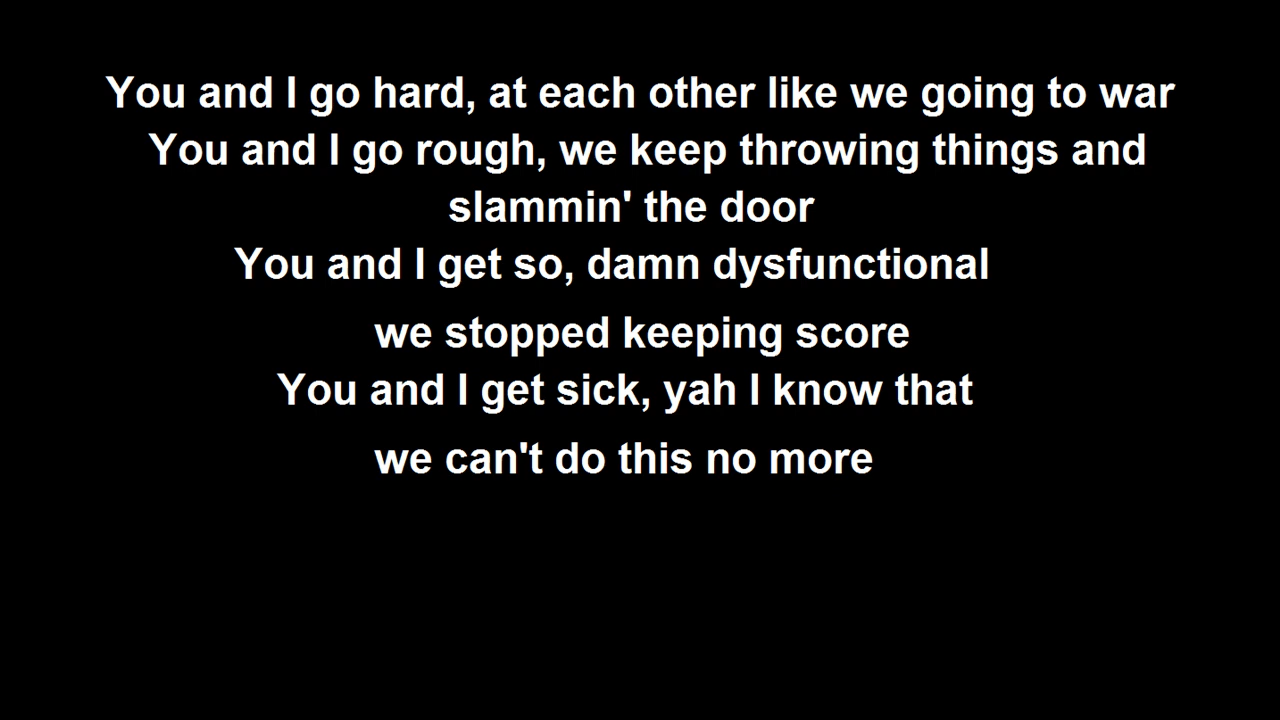 You and I go hard, at each other like we going to war
You and I go rough, we keep throwing things and
slammin' the door
You and I get so, damn dysfunctional
we stopped keeping score
You and I get sick, yah I know that
we can't do this no more